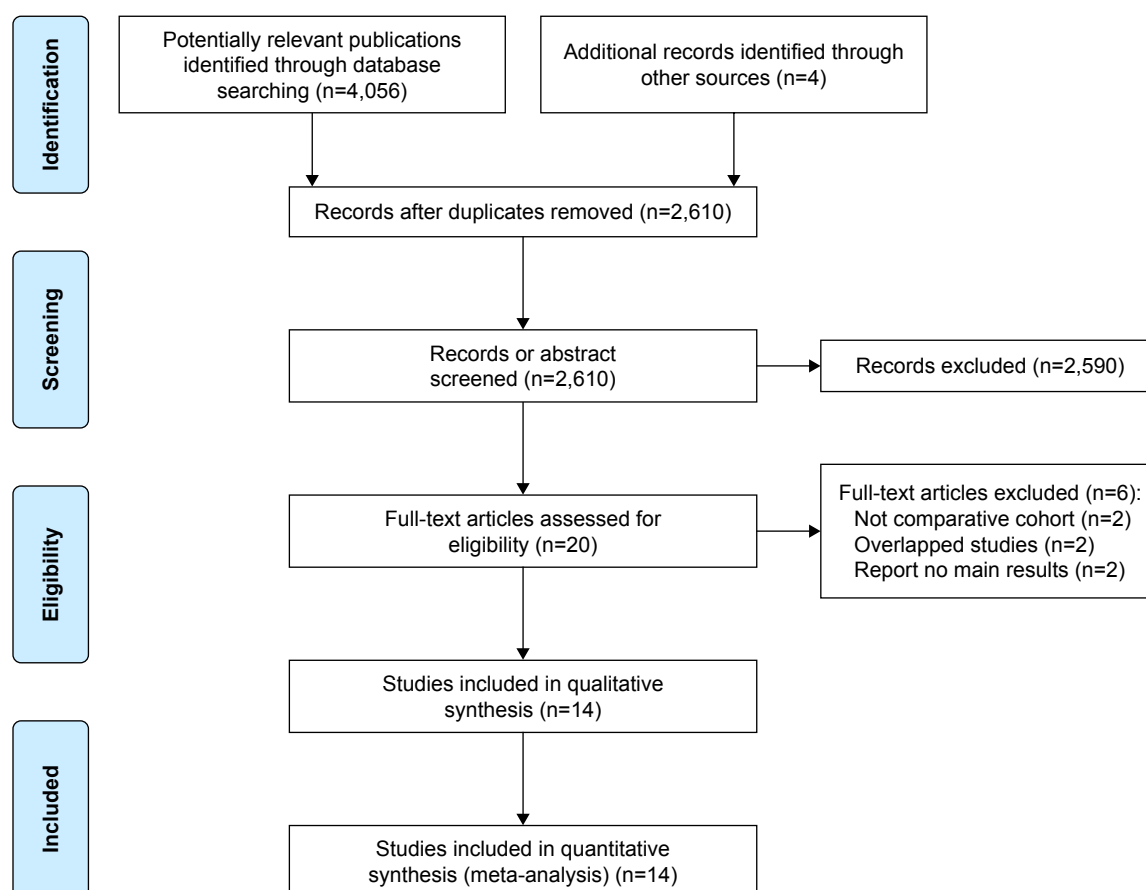 Identification
Potentially relevant publications
identified through database
searching (n=4,056)
Additional records identified through
other sources (n=4)
Records after duplicates removed (n=2,610)
Screening
Records or abstract
screened (n=2,610)
Records excluded (n=2,590)
Eligibility
Full-text articles assessed for
eligibility (n=20)
Full-text articles excluded (n=6):
Not comparative cohort (n=2)
Overlapped studies (n=2)
Report no main results (n=2)
Studies included in qualitative
synthesis (n=14)
Included
Studies included in quantitative
synthesis (meta-analysis) (n=14)